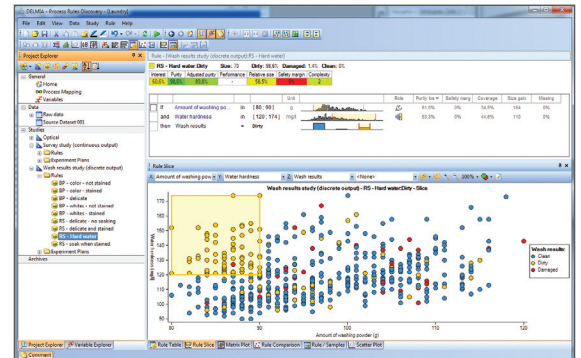 DELMIA - Process Rules Discovery - [Laundry]
File Edit View Data Study Rule Help
Project Explorer
General
Home
Process Mapping
Variables
Data
Raw data
Source Dataset 001
Studies
Optical
Survey study (continuous output)
Rules
Experiment Plans
Wash results study (discrete output)
Rules
BP - color - not stained
BP - color - stained
BP - delicate
BP - whites - not stained
BP - whites - stained
RS - delicate - no soaking
RS - delicate and stained
RS - Hard water
RS - soak when stained
Experiment Plans
Archives
Rule - [Wash results study (discrete output):RS - Hard water]
RS - Hard water:Dirty Size: 73 Dirty: 98.6% Damaged: 1.4% Clean: 0%
Interest Purity Adjusted purity Performance Relative size Safety margin Complexity
Unit Role Purity loss Safety marg Coverage Size gain Missing
If Amount of washing po... in [80 ; 90] g
and Water hardness in [120 ; 174] mg/l
then Wash results = Dirty
Rule Slice
X: Amount of washing pow Y: Water hardness Z: Wash results <None> 100%
Wash results study (discrete output) - RS - Hard water:Dirty - Slice
170
160
150
140
130
120
110
100
90
Water hardness (mg/l)
80 90 100 110 120
Amount of washing powder (g)
Wash results:
Clean
Dirty
Damaged
Project Explorer Variable Explorer Rule Table Rule Slice Matrix Plot Rule Comparison Rule / Samples Scatter Plot
Comment